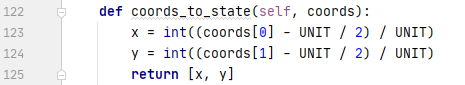 122 def coords_to_state(self, coords):
123 x = int((coords[0] - UNIT / 2) / UNIT)
124 y = int((coords[1] - UNIT / 2) / UNIT)
125 return [x, y]